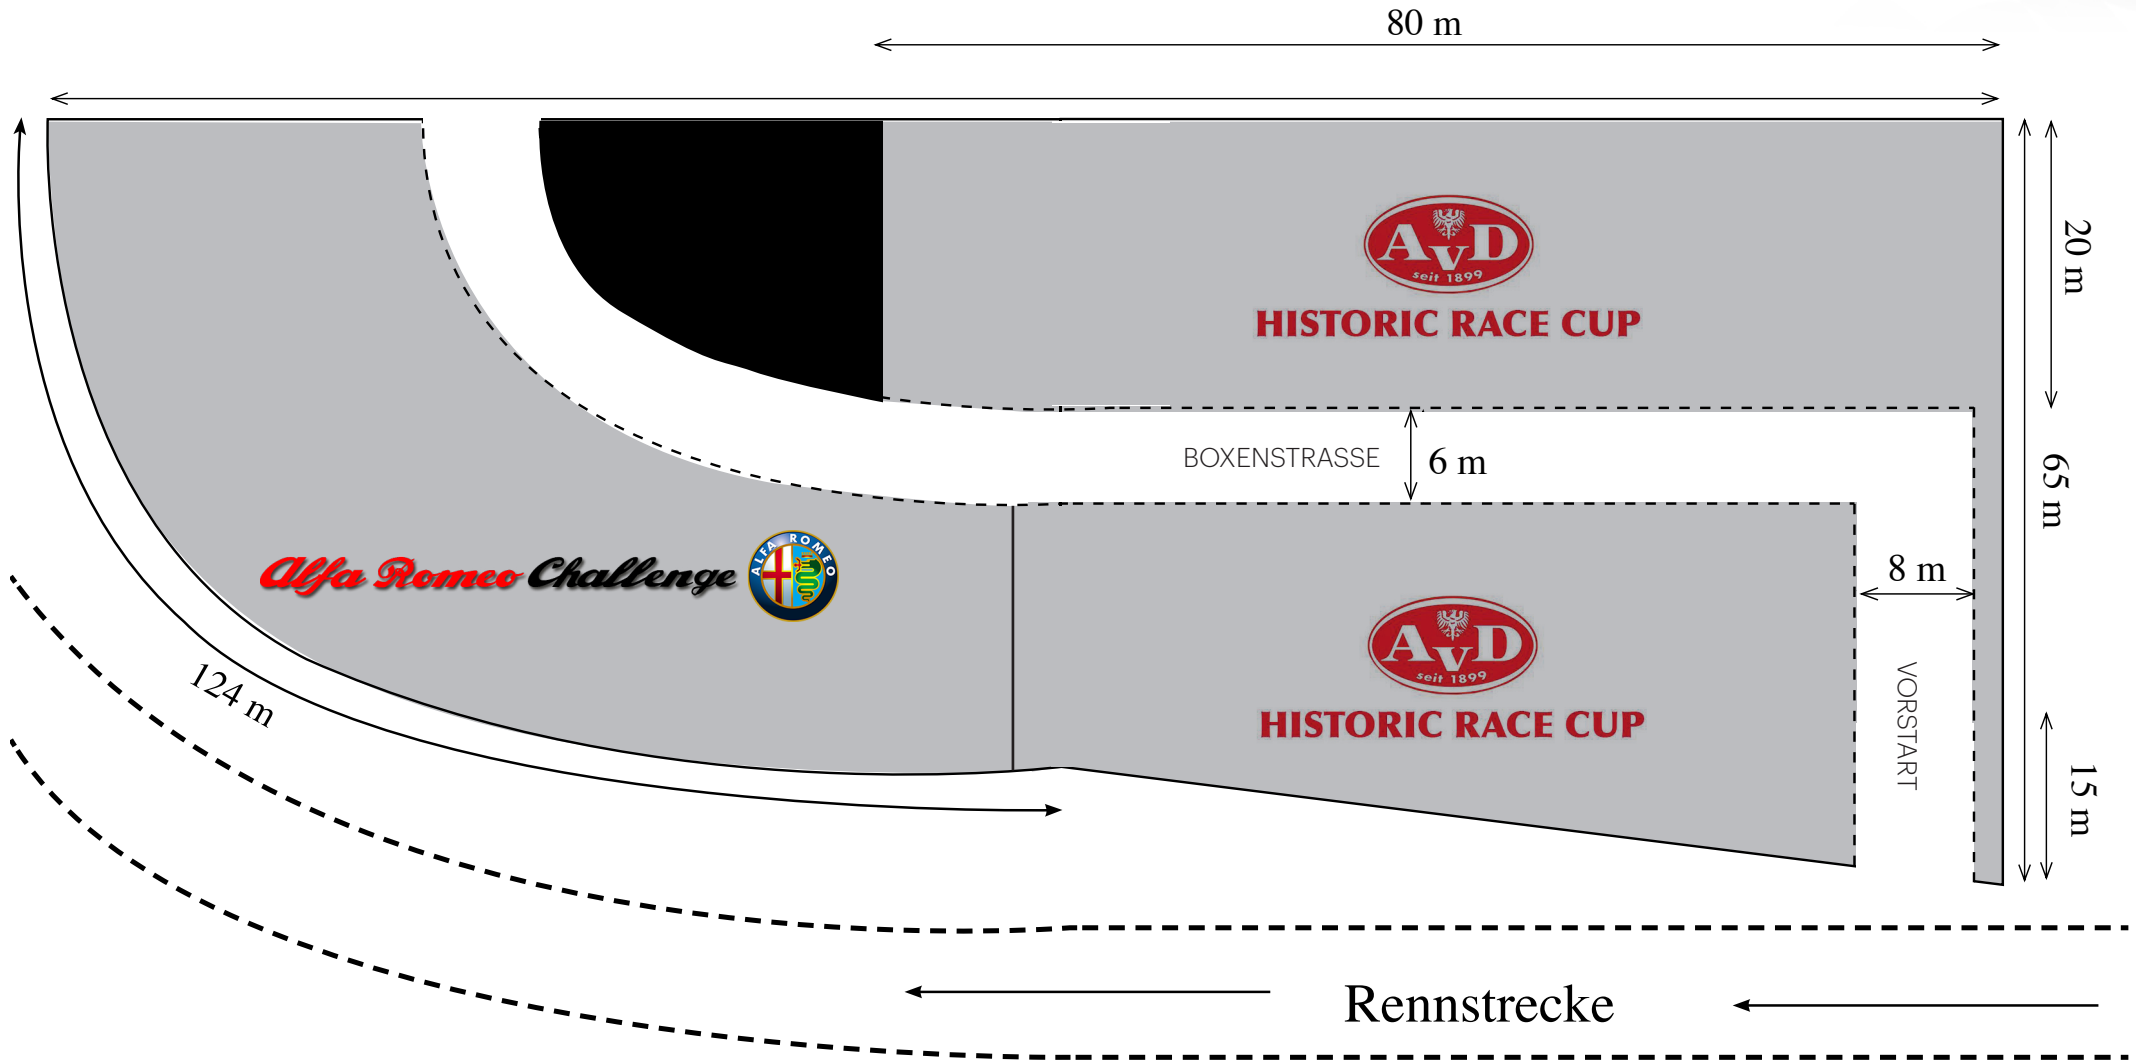 80 m
AvD
seit 1899
HISTORIC RACE CUP
20 m
BOXENSTRASSE
6 m
65 m
Alfa Romeo Challenge
ALFA ROMEO
8 m
AvD
seit 1899
HISTORIC RACE CUP
VORSTART
124 m
15 m
Rennstrecke